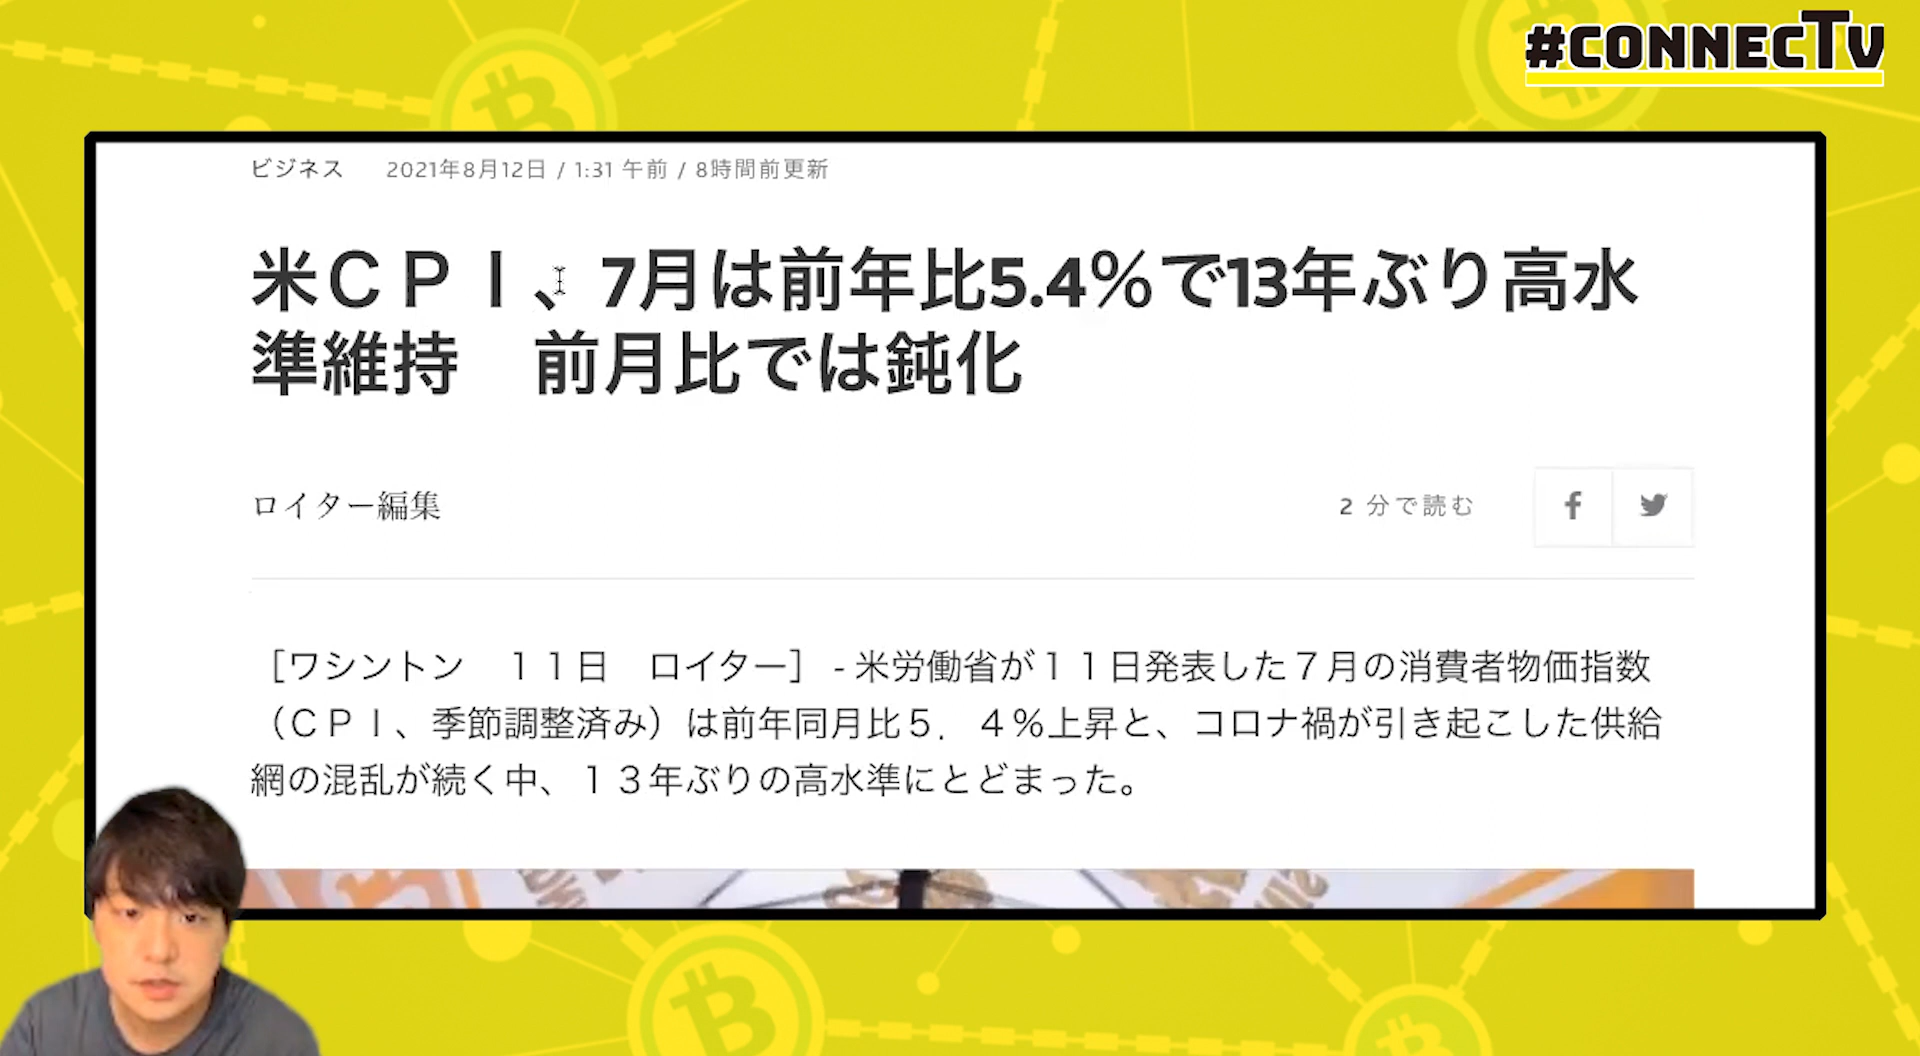 #CONNECTV
ビジネス 2021年8月12日 / 1:31 午前 / 8時間前更新
米ＣＰＩ、7月は前年比5.4％で13年ぶり高水
準維持　前月比では鈍化
ロイター編集
2 分で読む
［ワシントン　１１日　ロイター］ - 米労働省が１１日発表した７月の消費者物価指数
（ＣＰＩ、季節調整済み）は前年同月比５．４％上昇と、コロナ禍が引き起こした供給
網の混乱が続く中、１３年ぶりの高水準にとどまった。